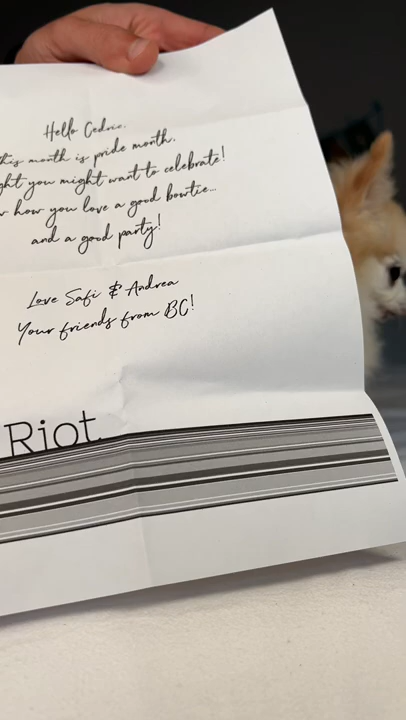 Hello Cedric.
this month is pride month.
you might want to celebrate!
how you love a good bowtie...
and a good party!
Love Safi & Andrea
Your friends from BC!
Riot